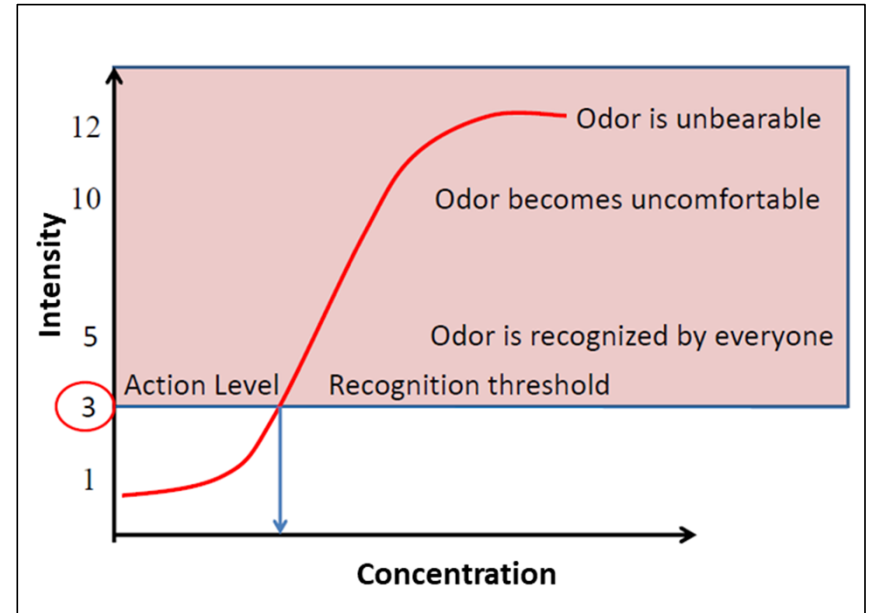 12
Odor is unbearable
10
Odor becomes uncomfortable
Intensity
5
Odor is recognized by everyone
Action Level
Recognition threshold
3
1
Concentration